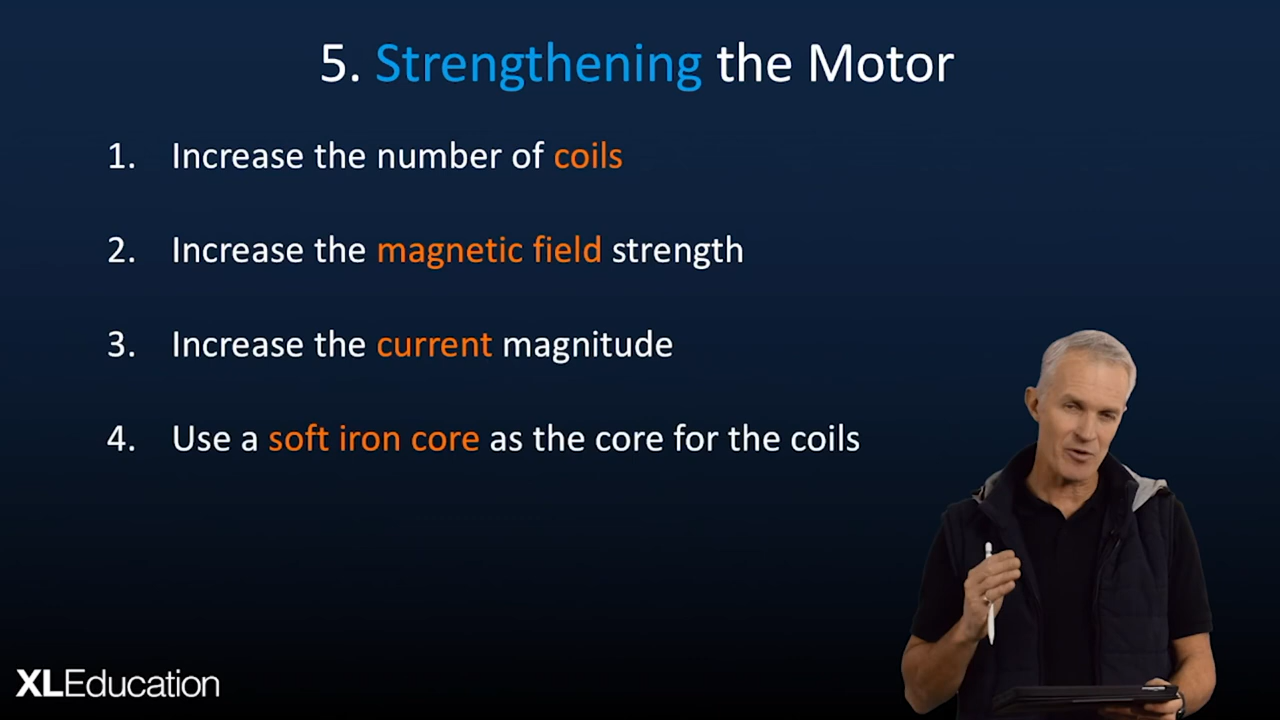 5. Strengthening the Motor
1. Increase the number of coils
2. Increase the magnetic field strength
3. Increase the current magnitude
4. Use a soft iron core as the core for the coils
XLEducation